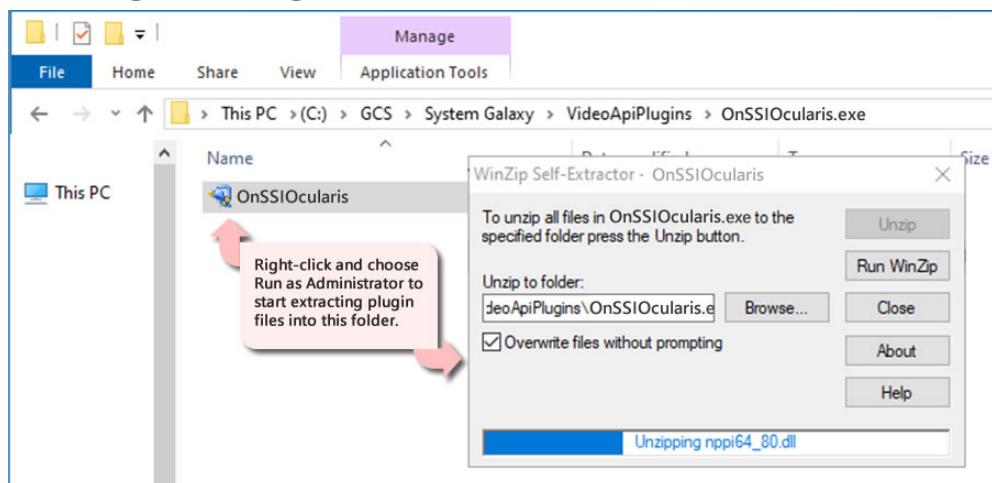 Manage
File Home Share View Application Tools
This PC > (C:) > GCS > System Galaxy > VideoApiPlugins > OnSSIOcularis.exe
Name Size
This PC
OnSSIOcularis
WinZip Self-Extractor - OnSSIOcularis
To unzip all files in OnSSIOcularis.exe to the
specified folder press the Unzip button.
Unzip
Run WinZip
Unzip to folder:
deoApiPlugins\OnSSIOcularis.e Browse... Close
Overwrite files without prompting
About
Help
Unzipping nppi64_80.dll
Right-click and choose
Run as Administrator to
start extracting plugin
files into this folder.